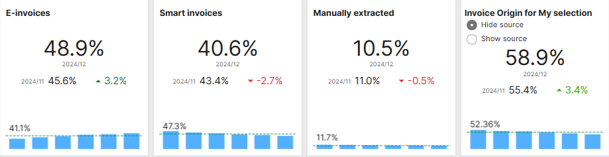 E-invoices
48.9%
2024/12
2024/11 45.6% 3.2%
41.1%
Smart invoices
40.6%
2024/12
2024/11 43.4% -2.7%
47.3%
Manually extracted
10.5%
2024/12
2024/11 11.0% -0.5%
11.7%
Invoice Origin for My selection
Hide source
Show source
58.9%
2024/12
2024/11 55.4% 3.4%
52.36%